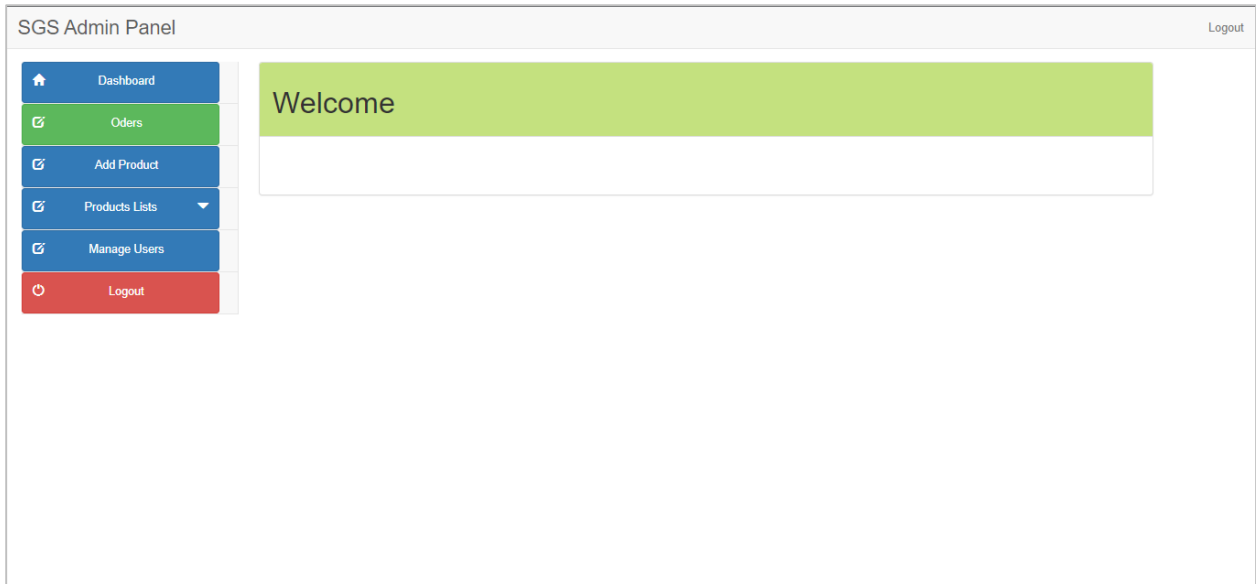 SGS Admin Panel
Logout
Dashboard
Oders
Add Product
Products Lists
Manage Users
Logout
Welcome